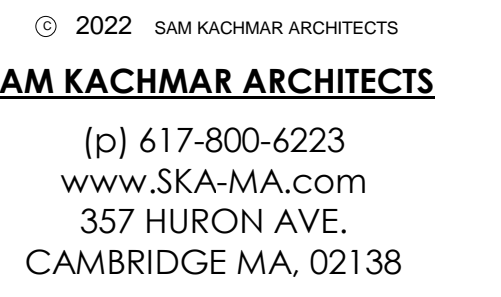 © 2022 SAM KACHMAR ARCHITECTS
AM KACHMAR ARCHITECTS
(p) 617-800-6223
www.SKA-MA.com
357 HURON AVE.
CAMBRIDGE MA, 02138